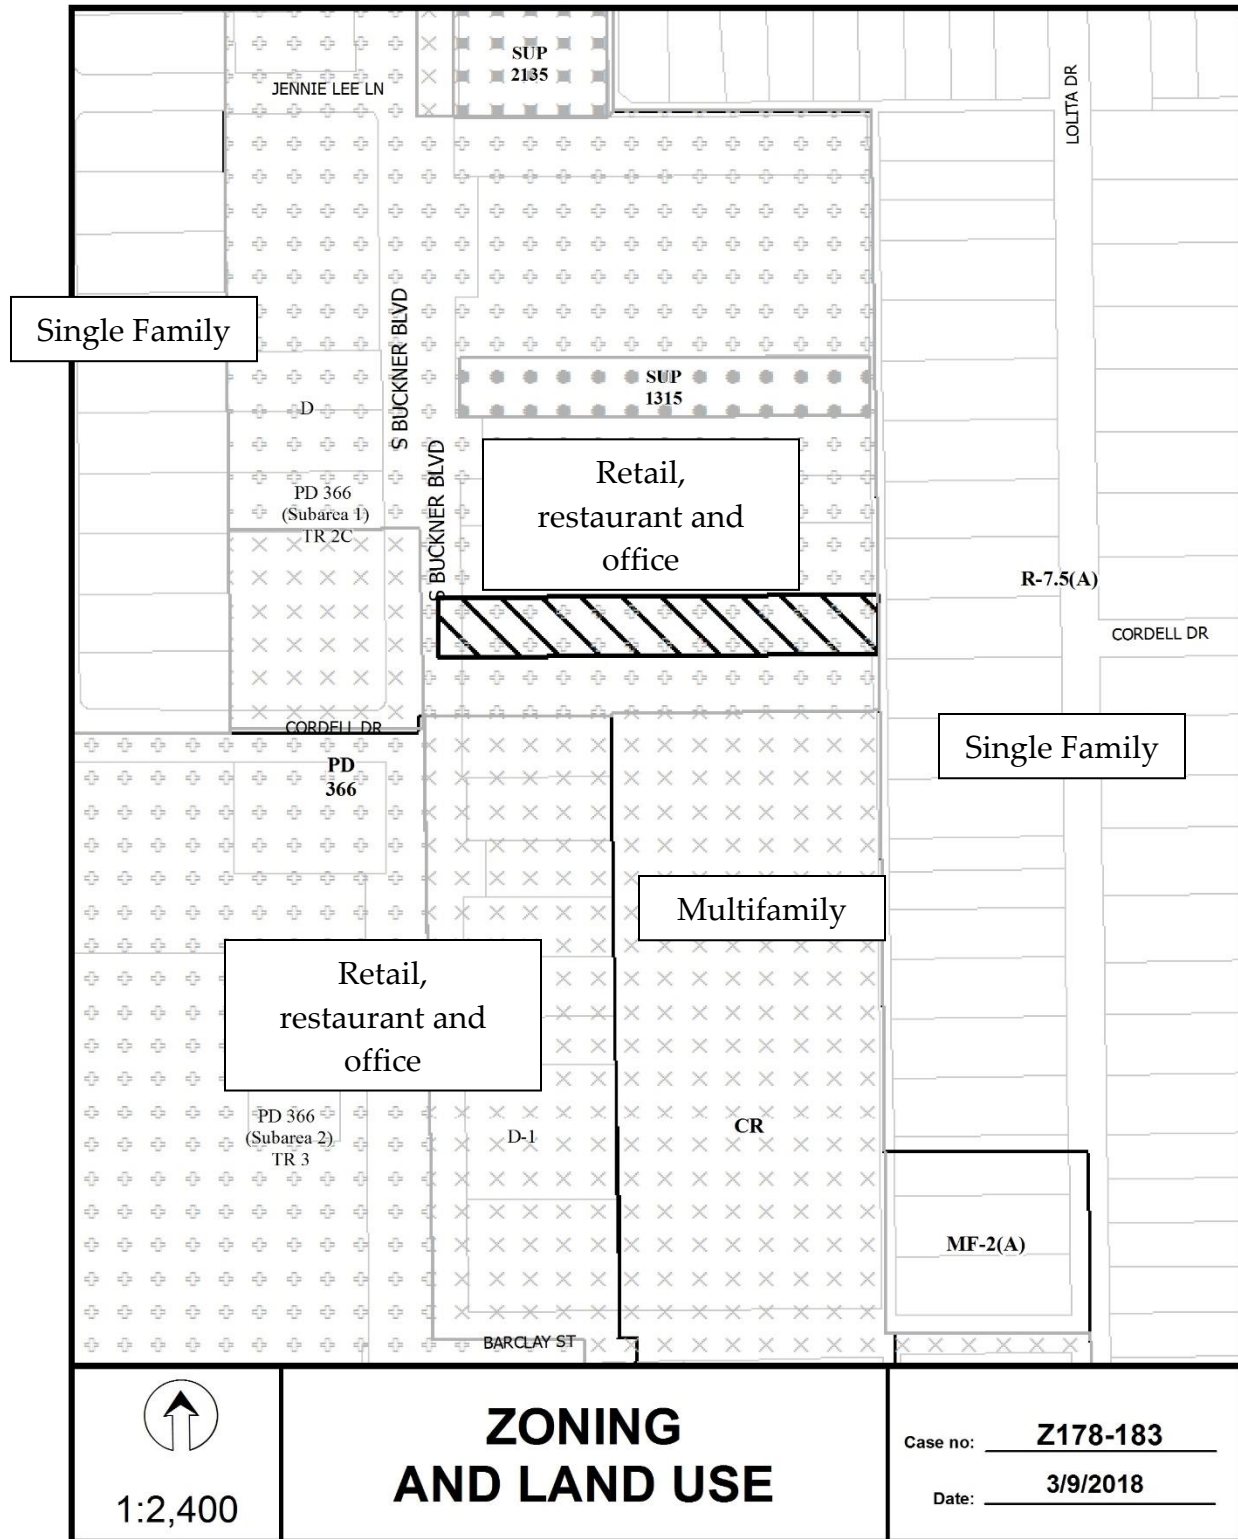 SUP
2135
JENNIE LEE LN
LOLITA DR
Single Family
S BUCKNER BLVD
SUP
1315
D
S BUCKNER BLVD
Retail,
restaurant and
office
PD 366
(Subarea 1)
TR 2C
R-7.5(A)
CORDELL DR
CORDELL DR
Single Family
PD
366
Multifamily
Retail,
restaurant and
office
PD 366
(Subarea 2)
TR 3
D-1
CR
MF-2(A)
BARCLAY ST
1:2,400
ZONING
AND LAND USE
Case no: Z178-183
Date: 3/9/2018